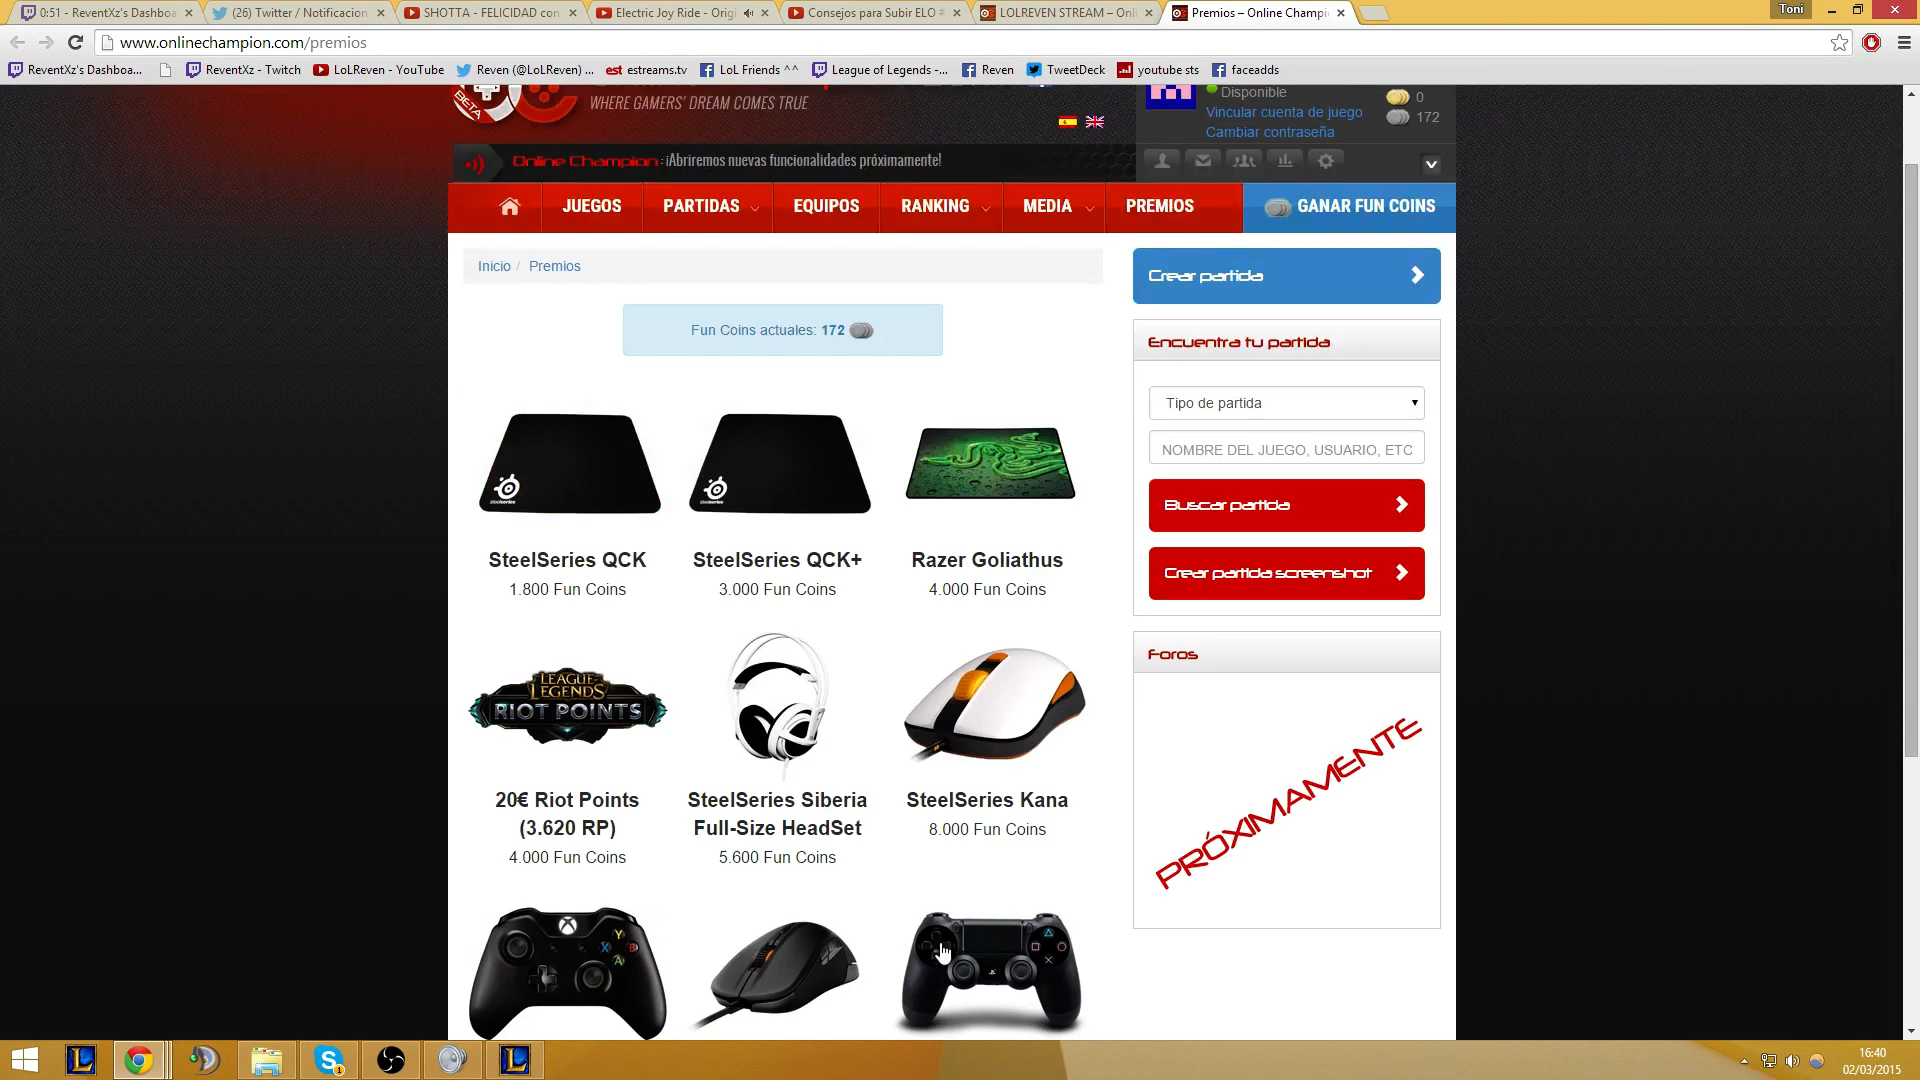 0:51 - ReventXz's Dashboa
(26) Twitter / Notificacion
SHOTTA - FELICIDAD con
Electric Joy Ride - Origi
Consejos para Subir ELO #
LOLREVEN STREAM – Onli
Premios – Online Champi
Toni
www.onlinechampion.com/premios
ReventXz's Dashboa...
ReventXz - Twitch
LoLReven - YouTube
Reven (@LoLReven) ...
est estreams.tv
LoL Friends ^^
League of Legends -...
Reven
TweetDeck
youtube sts
faceadds
BETA
WHERE GAMERS' DREAM COMES TRUE
Disponible
0
Vincular cuenta de juego
172
Cambiar contraseña
Online Champion : ¡Abriremos nuevas funcionalidades próximamente!
JUEGOS
PARTIDAS
EQUIPOS
RANKING
MEDIA
PREMIOS
GANAR FUN COINS
Inicio / Premios
Fun Coins actuales: 172
steelseries
steelseries
SteelSeries QCK
1.800 Fun Coins
SteelSeries QCK+
3.000 Fun Coins
Razer Goliathus
4.000 Fun Coins
LEAGUE
of
LEGENDS
RIOT POINTS
20€ Riot Points
(3.620 RP)
4.000 Fun Coins
SteelSeries Siberia
Full-Size HeadSet
5.600 Fun Coins
SteelSeries Kana
8.000 Fun Coins
Y
X
B
A
Crear partida
Encuentra tu partida
Tipo de partida
NOMBRE DEL JUEGO, USUARIO, ETC
Buscar partida
Crear partida screenshot
Foros
PRÓXIMAMENTE
1
16:40
02/03/2015